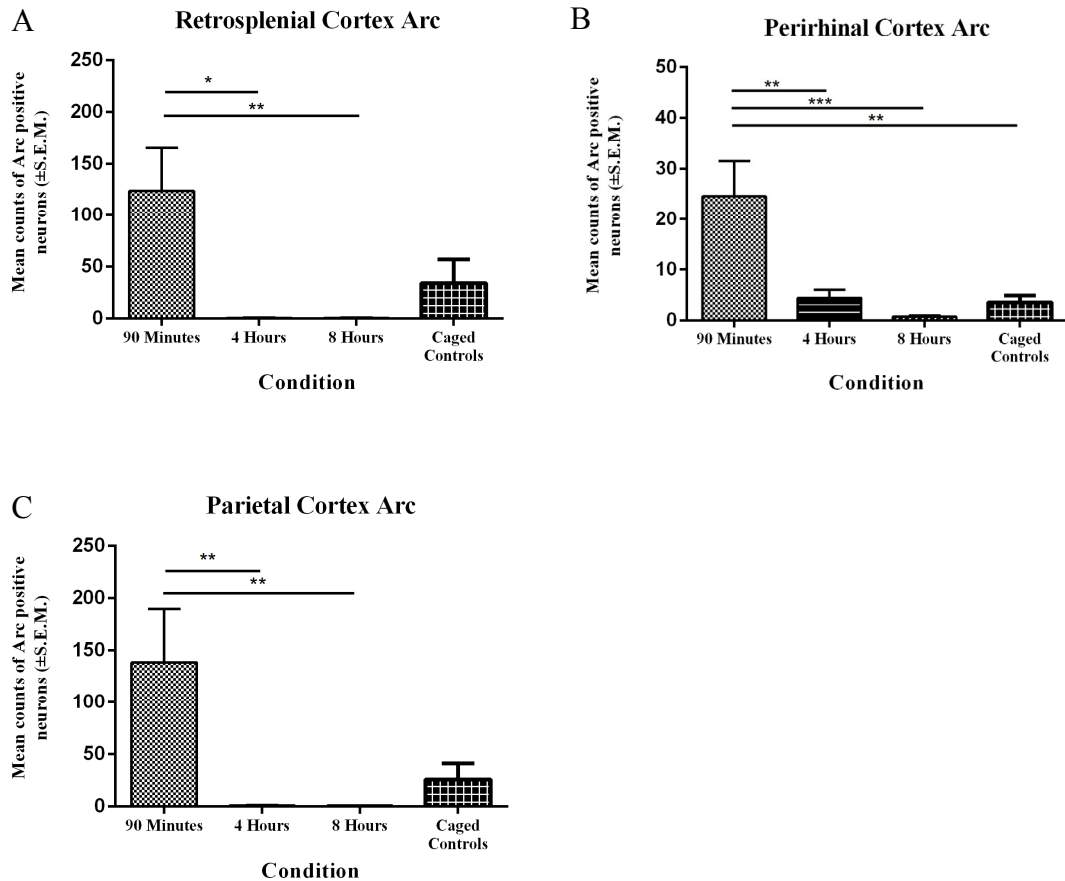 A
Retrosplenial Cortex Arc
Mean counts of Arc positive
neurons (±S.E.M.)
250
200
150
100
50
0
*
**
90 Minutes
4 Hours
8 Hours
Caged
Controls
Condition
B
Perirhinal Cortex Arc
Mean counts of Arc positive
neurons (±S.E.M.)
50
40
30
20
10
0
**
***
**
90 Minutes
4 Hours
8 Hours
Caged
Controls
Condition
C
Parietal Cortex Arc
Mean counts of Arc positive
neurons (±S.E.M.)
250
200
150
100
50
0
**
**
90 Minutes
4 Hours
8 Hours
Caged
Controls
Condition